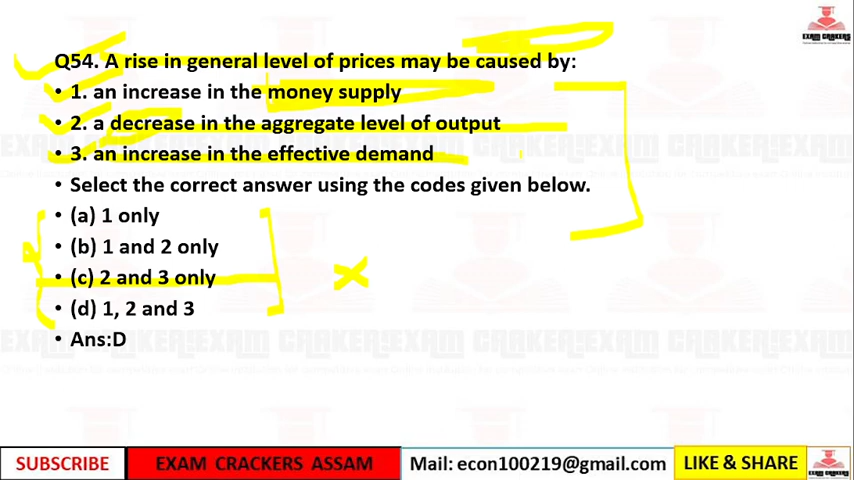 EXAM CRAKERS
Q54. A rise in general level of prices may be caused by:
• 1. an increase in the money supply
• 2. a decrease in the aggregate level of output
• 3. an increase in the effective demand
• Select the correct answer using the codes given below.
• (a) 1 only
• (b) 1 and 2 only
• (c) 2 and 3 only
• (d) 1, 2 and 3
• Ans:D
SUBSCRIBE
EXAM CRACKERS ASSAM
Mail: econ100219@gmail.com
LIKE & SHARE